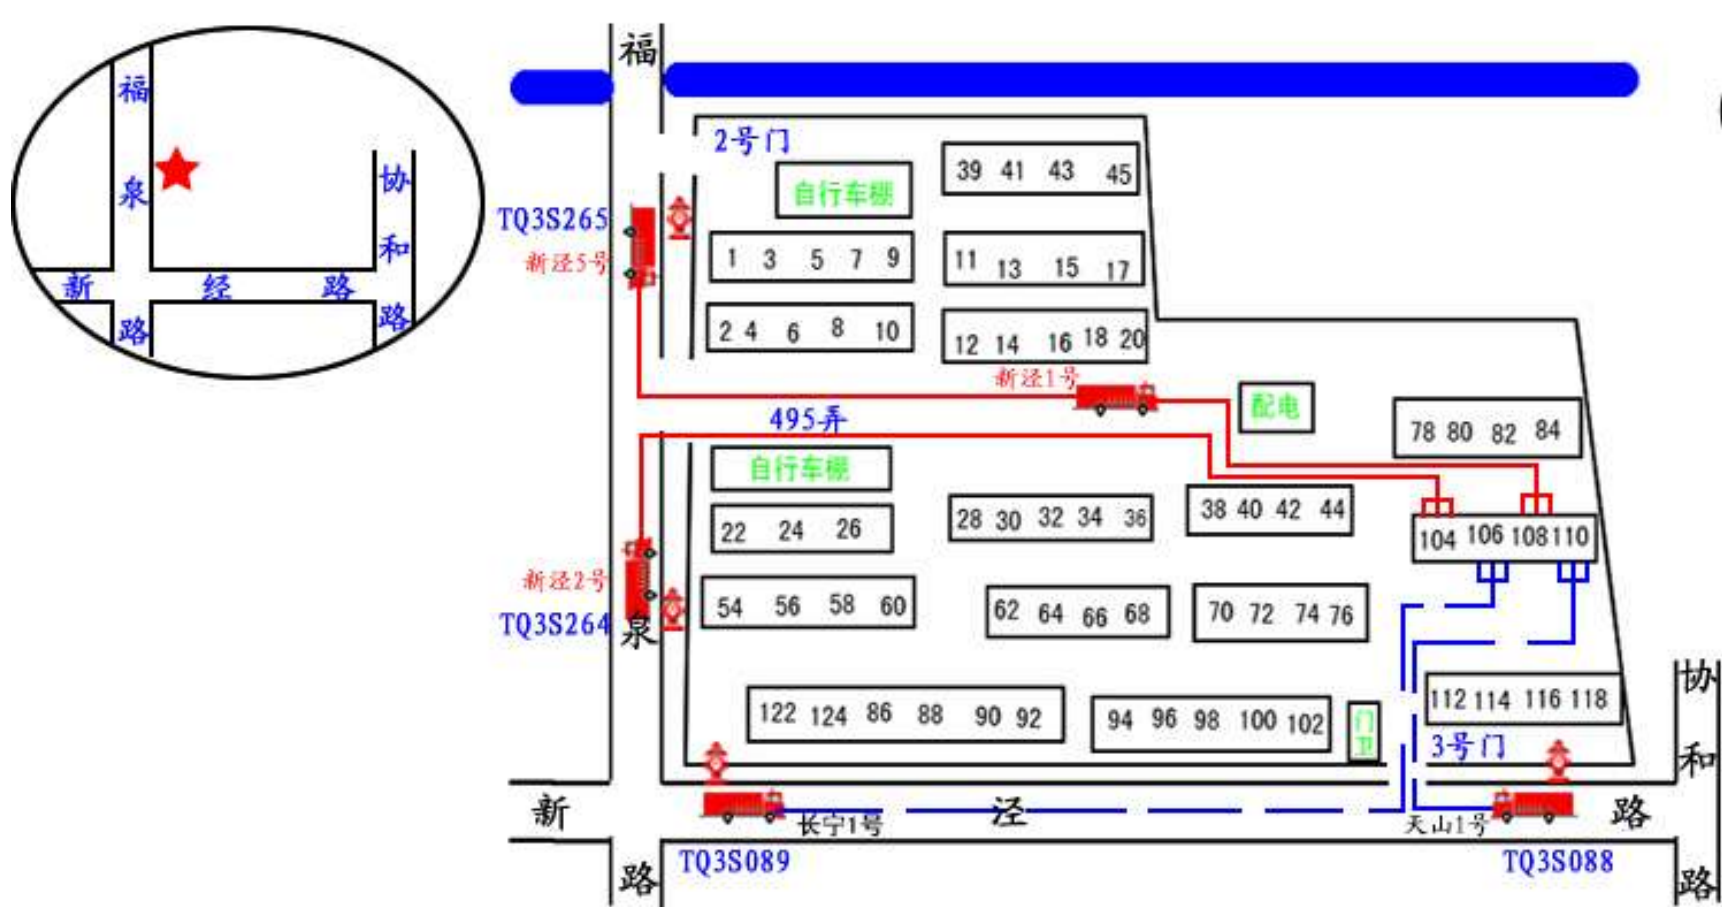 福
泉
路
新 经 路
协
和
路
福
2号门
自行车棚
39 41 43 45
TQ3S265
新泾5号
1 3 5 7 9
11 13 15 17
2 4 6 8 10
12 14 16 18 20
新泾1号
495弄
配电
78 80 82 84
自行车棚
22 24 26
28 30 32 34 36
38 40 42 44
104 106 108 110
新泾2号
TQ3S264
泉
54 56 58 60
62 64 66 68
70 72 74 76
122 124 86 88 90 92
94 96 98 100 102
门卫
112 114 116 118
3号门
协
和
路
新 泾 路
长宁1号
天山1号
TQ3S089
TQ3S088
路